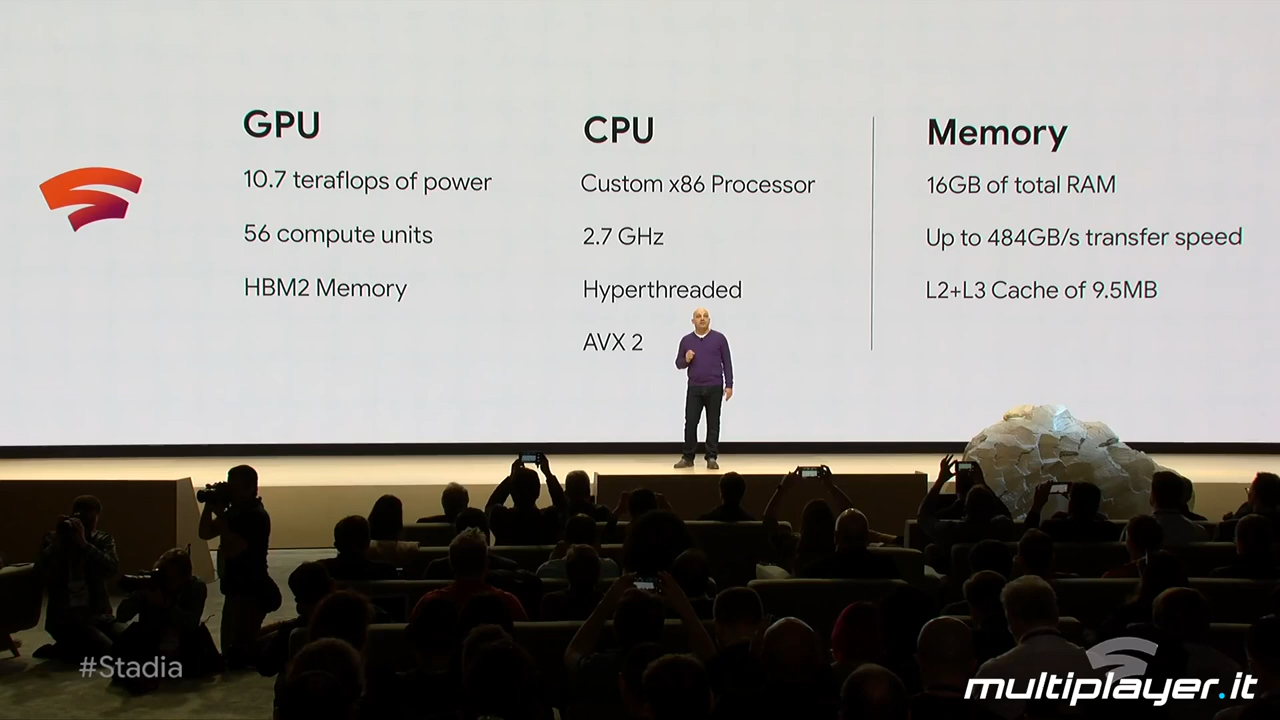 GPU
10.7 teraflops of power
56 compute units
HBM2 Memory
CPU
Custom x86 Processor
2.7 GHz
Hyperthreaded
AVX 2
Memory
16GB of total RAM
Up to 484GB/s transfer speed
L2+L3 Cache of 9.5MB
#Stadia
multiplayer.it